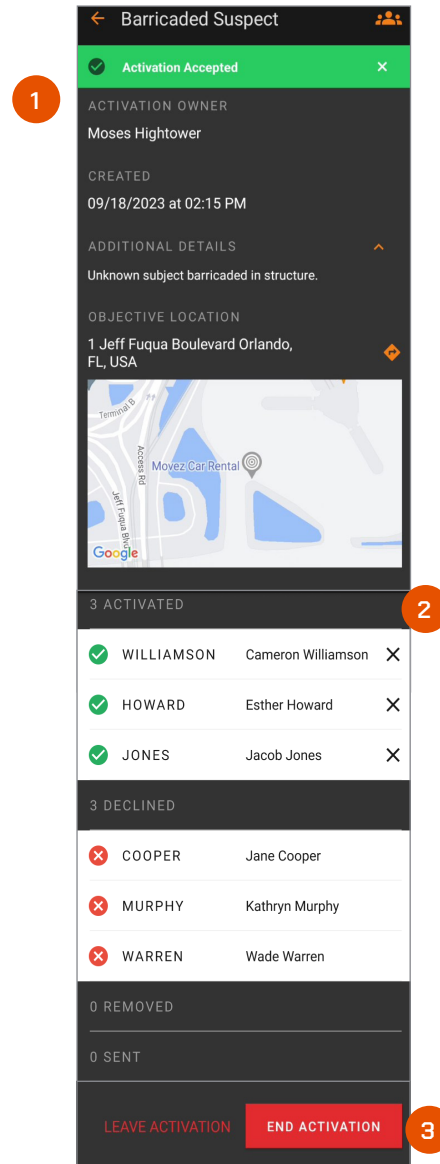 Barricaded Suspect
Activation Accepted
1
ACTIVATION OWNER
Moses Hightower
CREATED
09/18/2023 at 02:15 PM
ADDITIONAL DETAILS
Unknown subject barricaded in structure.
OBJECTIVE LOCATION
1 Jeff Fuqua Boulevard Orlando,
FL, USA
Terminal B
Access Rd
Movez Car Rental
Jeff Fuqua Blvd
Google
3 ACTIVATED
2
WILLIAMSON Cameron Williamson
HOWARD Esther Howard
JONES Jacob Jones
3 DECLINED
COOPER Jane Cooper
MURPHY Kathryn Murphy
WARREN Wade Warren
0 REMOVED
0 SENT
LEAVE ACTIVATION END ACTIVATION
3